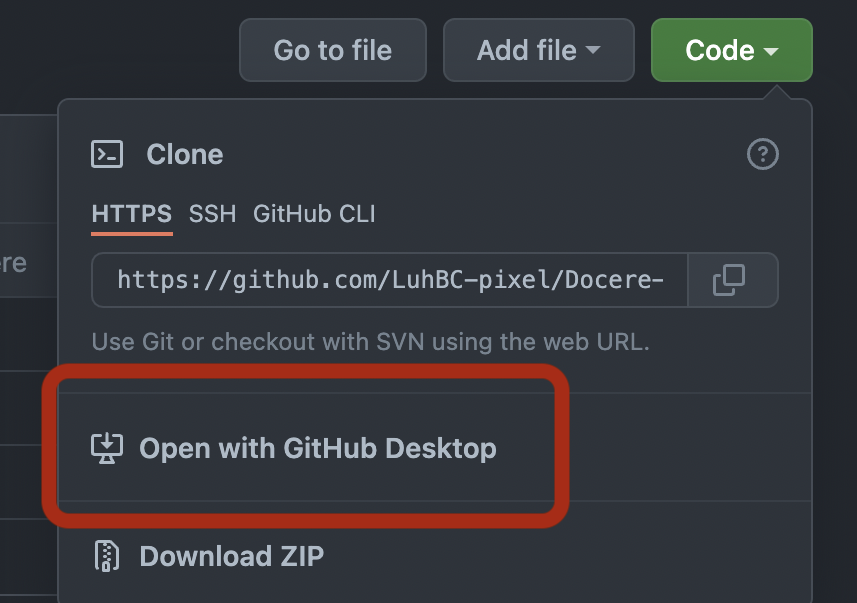 Go to file Add file Code
Clone
HTTPS SSH GitHub CLI
ere
https://github.com/LuhBC-pixel/Docere-
Use Git or checkout with SVN using the web URL.
Open with GitHub Desktop
Download ZIP